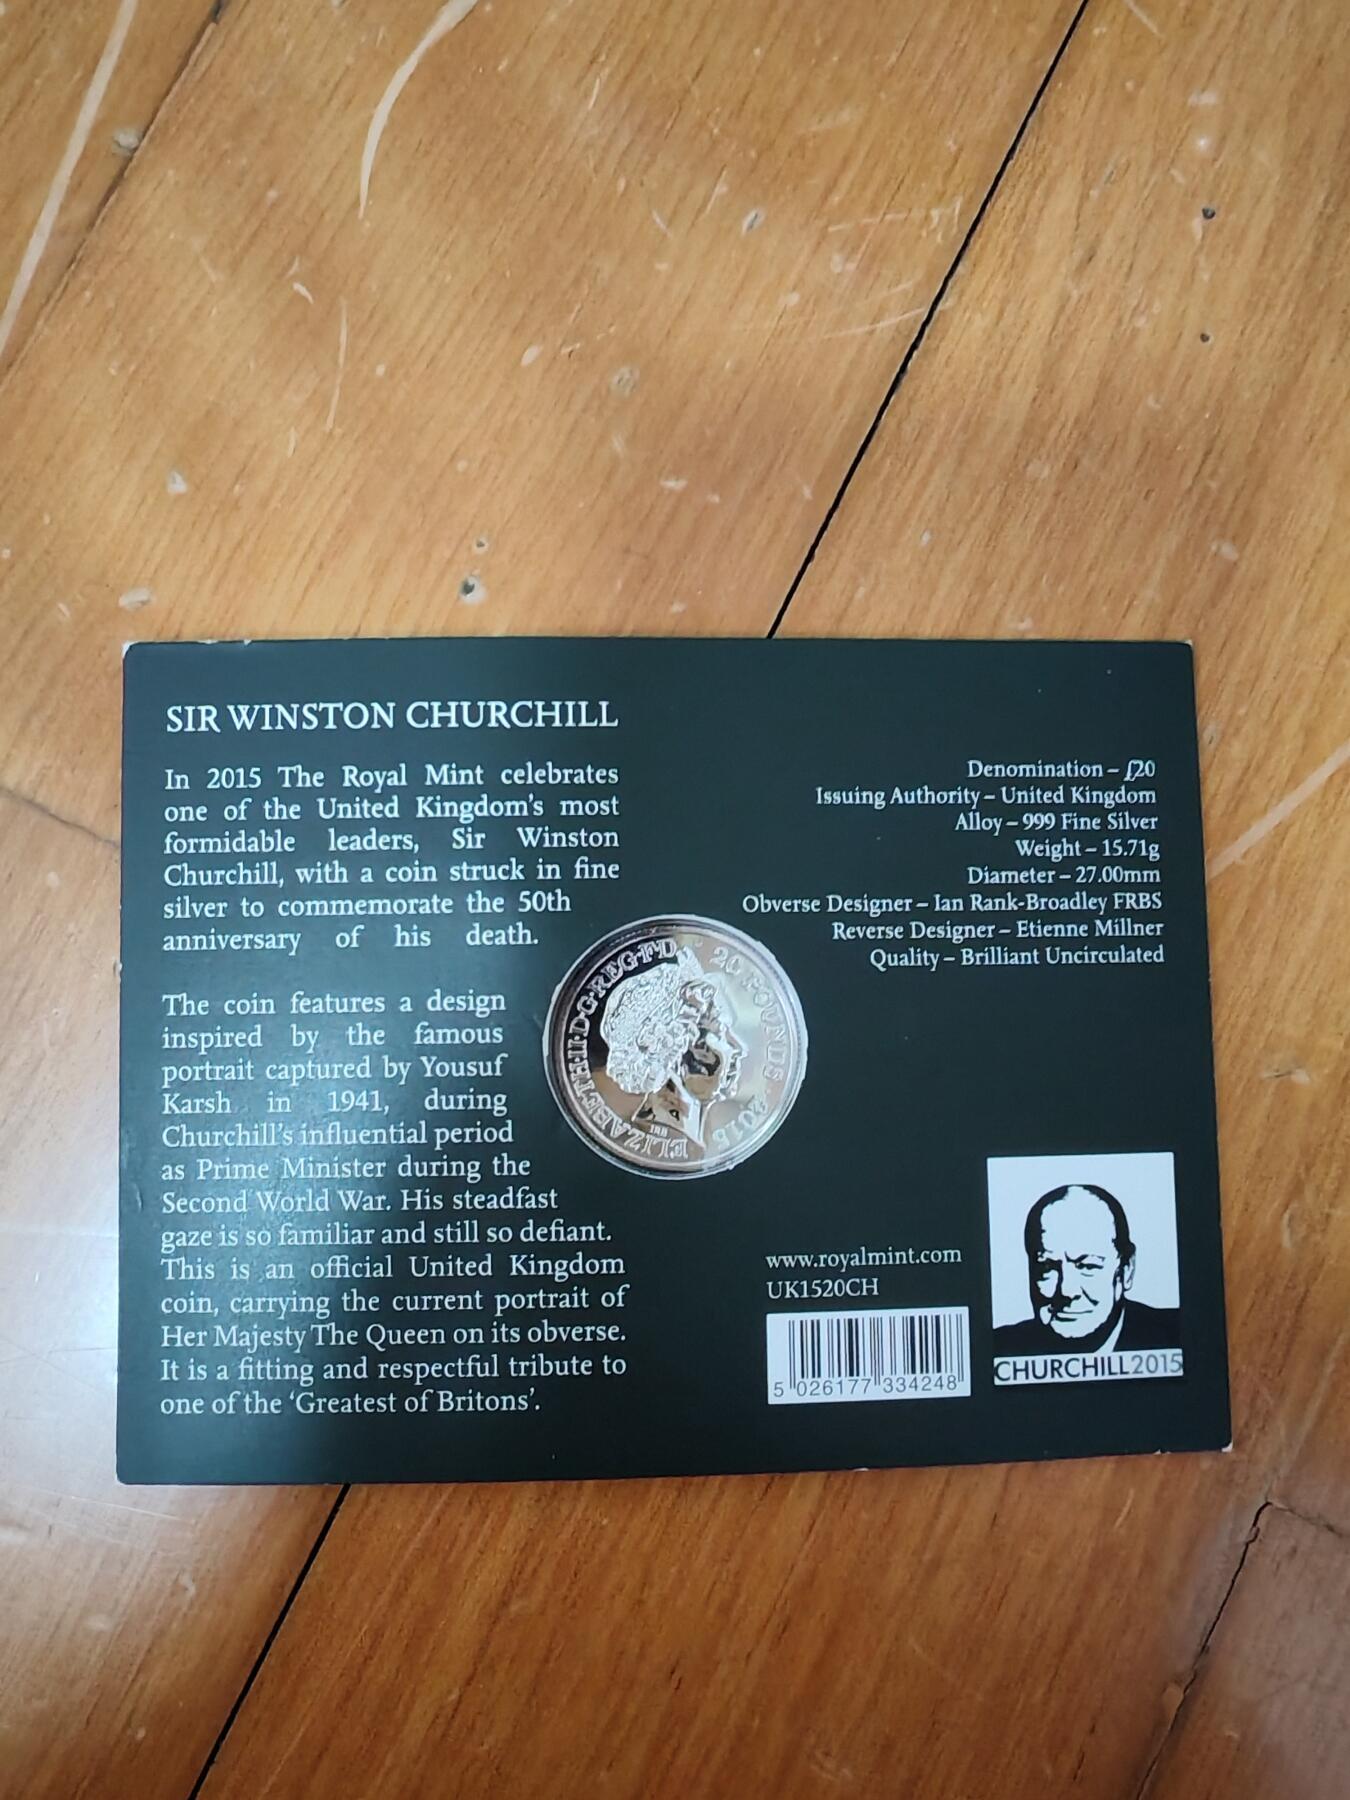 SIR WINSTON CHURCHILL
In 2015 The Royal Mint celebrates
one of the United Kingdom's most
formidable leaders, Sir Winston
Churchill, with a coin struck in fine
silver to commemorate the 50th
anniversary of his death.
The coin features a design
inspired by the famous
portrait captured by Yousuf
Karsh in 1941, during
Churchill's influential period
as Prime Minister during the
Second World War. His steadfast
gaze is so familiar and still so defiant.
This is an official United Kingdom
coin, carrying the current portrait of
Her Majesty The Queen on its obverse.
It is a fitting and respectful tribute to
one of the 'Greatest of Britons'.
Denomination – £20
Issuing Authority – United Kingdom
Alloy – 999 Fine Silver
Weight – 15.71g
Diameter – 27.00mm
Obverse Designer – Ian Rank-Broadley FRBS
Reverse Designer – Etienne Millner
Quality – Brilliant Uncirculated
ELIZABETH·II·D·G·REG·F·D
20 POUNDS·2015
IRB
www.royalmint.com
UK1520CH
5 026177 334248
CHURCHILL2015